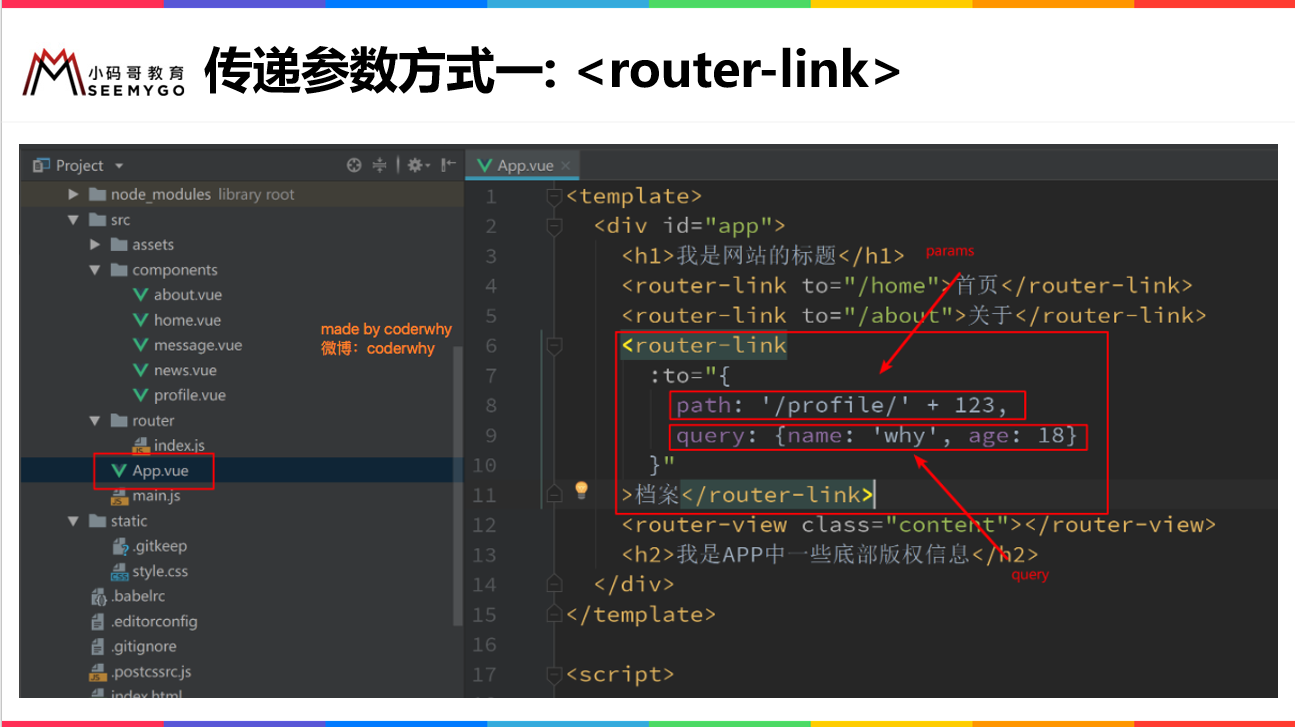 小码哥教育
SEEMYGO
传递参数方式一: <router-link>
Project
node_modules library root
src
assets
components
about.vue
home.vue
message.vue
news.vue
profile.vue
router
index.js
App.vue
main.js
static
.gitkeep
style.css
.babelrc
.editorconfig
.gitignore
.postcssrc.js
index.html
made by coderwhy
微博：coderwhy
App.vue
1 <template>
2 <div id="app">
3 <h1>我是网站的标题</h1>
params
4 <router-link to="/home">首页</router-link>
5 <router-link to="/about">关于</router-link>
6 <router-link
7 :to="{
8 path: '/profile/' + 123,
9 query: {name: 'why', age: 18}
10 }"
11 >档案</router-link>
12 <router-view class="content"></router-view>
13 <h2>我是APP中一些底部版权信息</h2>
query
14 </div>
15 </template>
16
17 <script>